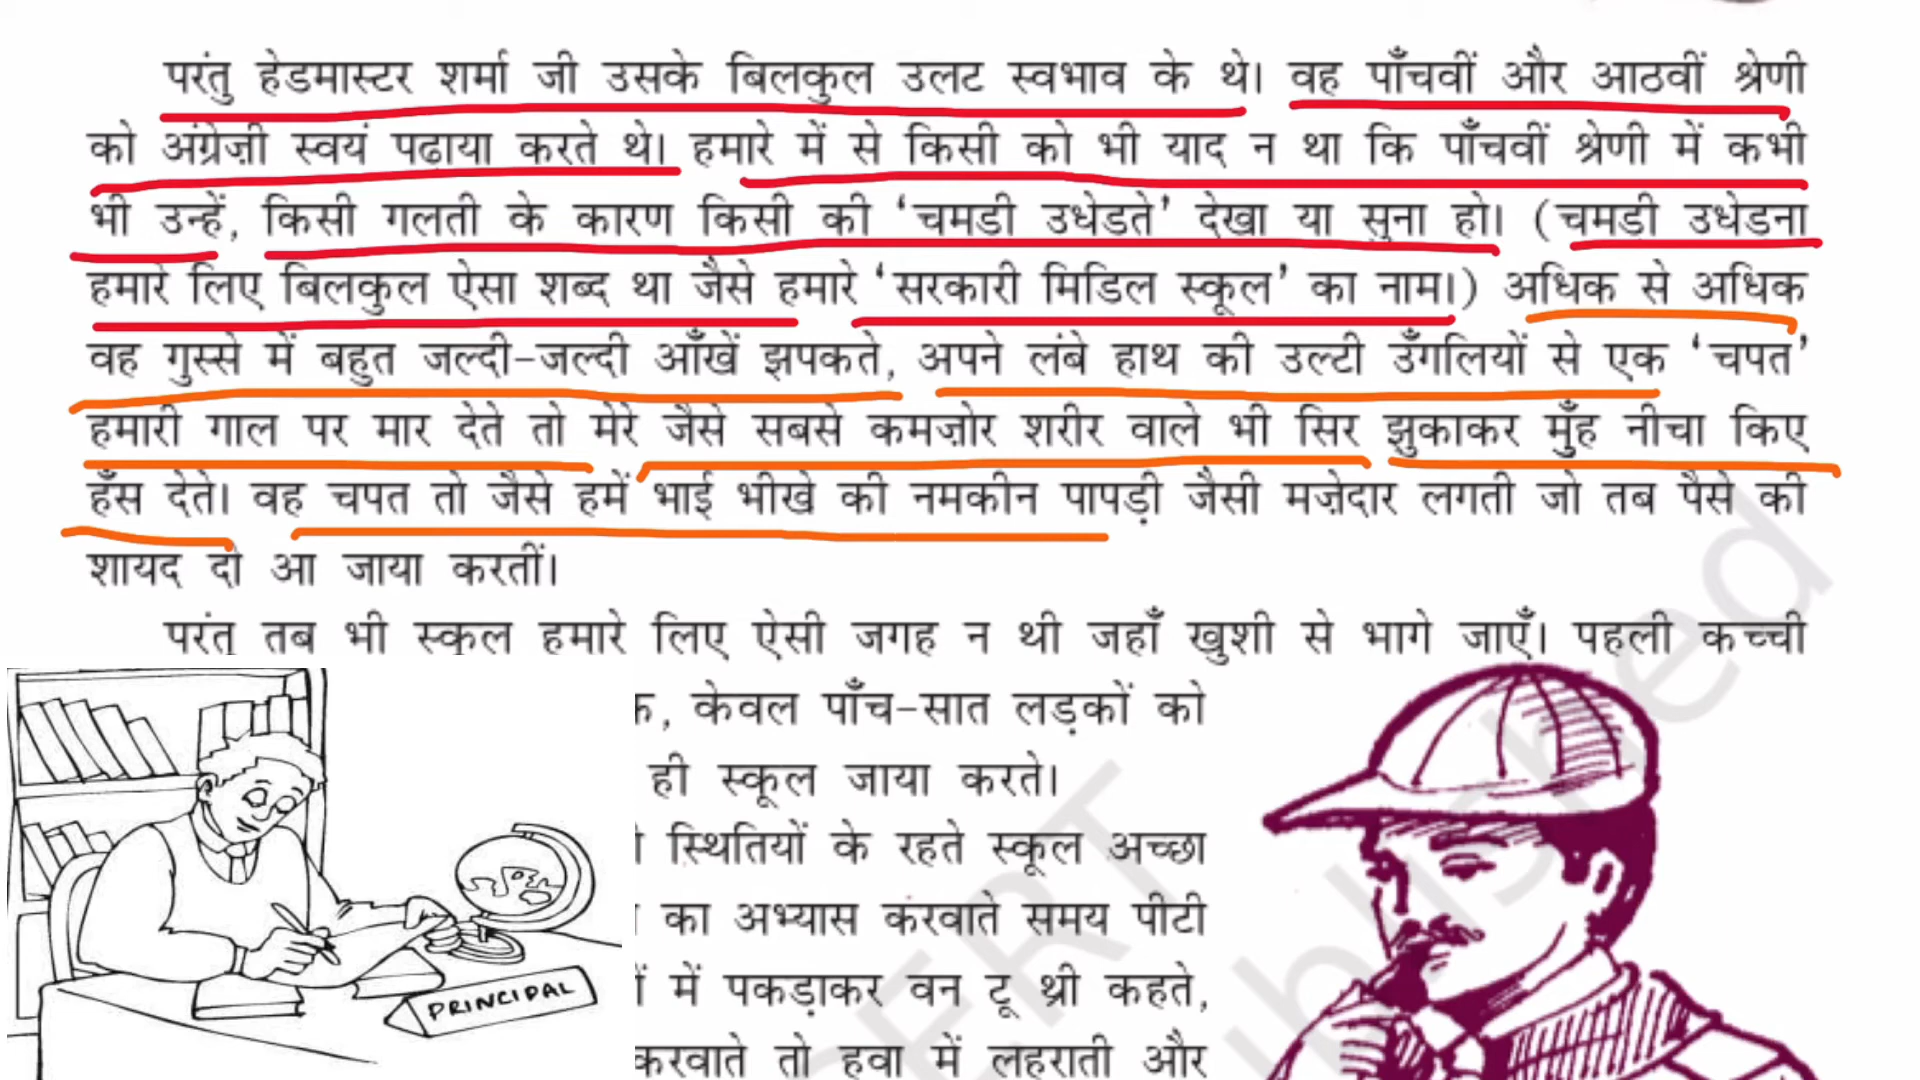 परंतु हेडमास्टर शर्मा जी उसके बिलकुल उलट स्वभाव के थे। वह पाँचवीं और आठवीं श्रेणी
को अंग्रेज़ी स्वयं पढ़ाया करते थे। हमारे में से किसी को भी याद न था कि पाँचवीं श्रेणी में कभी
भी उन्हें, किसी गलती के कारण किसी की ‘चमड़ी उधेड़ते’ देखा या सुना हो। (चमड़ी उधेड़ना
हमारे लिए बिलकुल ऐसा शब्द था जैसे हमारे ‘सरकारी मिडिल स्कूल’ का नाम।) अधिक से अधिक
वह गुस्से में बहुत जल्दी-जल्दी आँखें झपकते, अपने लंबे हाथ की उल्टी उँगलियों से एक ‘चपत’
हमारी गाल पर मार देते तो मेरे जैसे सबसे कमज़ोर शरीर वाले भी सिर झुकाकर मुँह नीचा किए
हँस देते। वह चपत तो जैसे हमें भाई भीखे की नमकीन पापड़ी जैसी मज़ेदार लगती जो तब पैसे की
शायद दो आ जाया करतीं।
परंतु तब भी स्कूल हमारे लिए ऐसी जगह न थी जहाँ खुशी से भागे जाएँ। पहली कच्ची
, केवल पाँच-सात लड़कों को
ही स्कूल जाया करते।
स्थितियों के रहते स्कूल अच्छा
का अभ्यास करवाते समय पीटी
में पकड़ाकर वन टू थ्री कहते,
करवाते तो हवा में लहराती और
PRINCIPAL